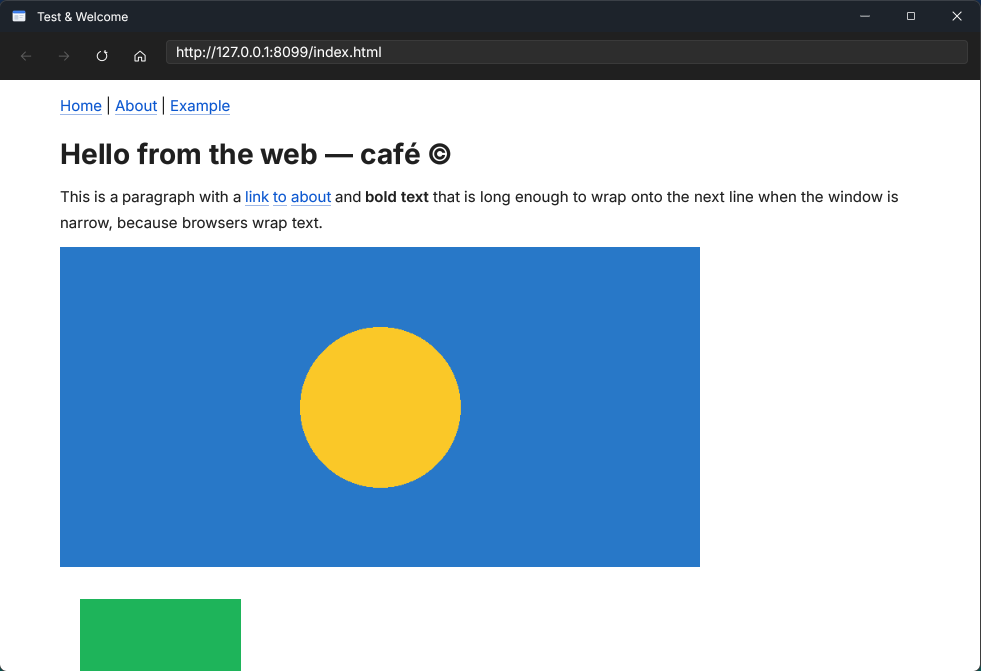 Test & Welcome
http://127.0.0.1:8099/index.html
Home | About | Example
Hello from the web — café ©
This is a paragraph with a link to about and bold text that is long enough to wrap onto the next line when the window is
narrow, because browsers wrap text.